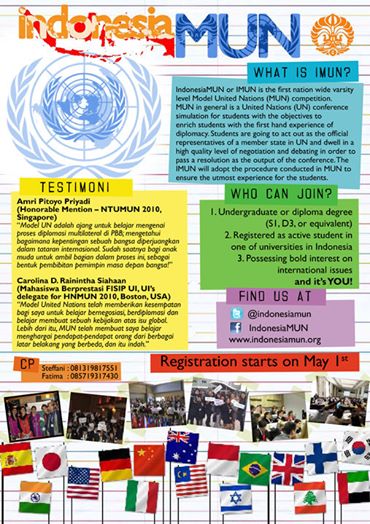 indonesia
MUN
WHAT IS IMUN?
IndonesiaMUN or IMUN is the first nation wide varsity
level Model United Nations (MUN) competition.
MUN in general is a United Nations (UN) conference
simulation for students with the objectives to
enrich students with the first hand experience of
diplomacy. Students are going to act as the official
representatives of a member state in UN and dwell in a
high quality level of negotiation and debating in order to
pass a resolution as the output of the conference. The
IMUN will adopt the procedure conducted in MUN to
ensure the utmost experience for the students.
TESTIMONI
Amri Pitoyo Priyadi
(Honorable Mention – NTUMUN 2010,
Singapore)
"Model UN adalah ajang untuk belajar mengenai
proses diplomasi multilateral di PBB; mengetahui
bagaimana kepentingan sebuah bangsa diperjuangkan
dalam tataran internasional. Sudah saatnya bagi anak
muda untuk ambil bagian dalam proses ini, sebagai
bentuk pembibitan pemimpin masa depan bangsa!"
Carolina D. Rainintha Siahaan
(Mahasiswa Berprestasi FISIP UI, UI's
delegate for HNMUN 2010, Boston, USA)
"Model United Nations telah memberikan kesempatan
bagi saya untuk belajar bernegosiasi, berdiplomasi dan
belajar membuat sebuah kebijakan atas isu global.
Lebih dari itu, MUN telah membuat saya belajar
menghargai pendapat-pendapat orang dari berbagai
latar belakang yang berbeda, dan itu indah."
WHO CAN JOIN?
1. Undergraduate or diploma degree
(S1, D3, or equivalent)
2. Registered as active student in
one of universities in Indonesia
3. Possessing bold interest on
international issues
and it's YOU!
FIND US AT
@indonesiamun
IndonesiaMUN
www.indonesiamun.org
CP
Steffani : 081319817551
Fatima : 085719317430
Registration starts on May 1st